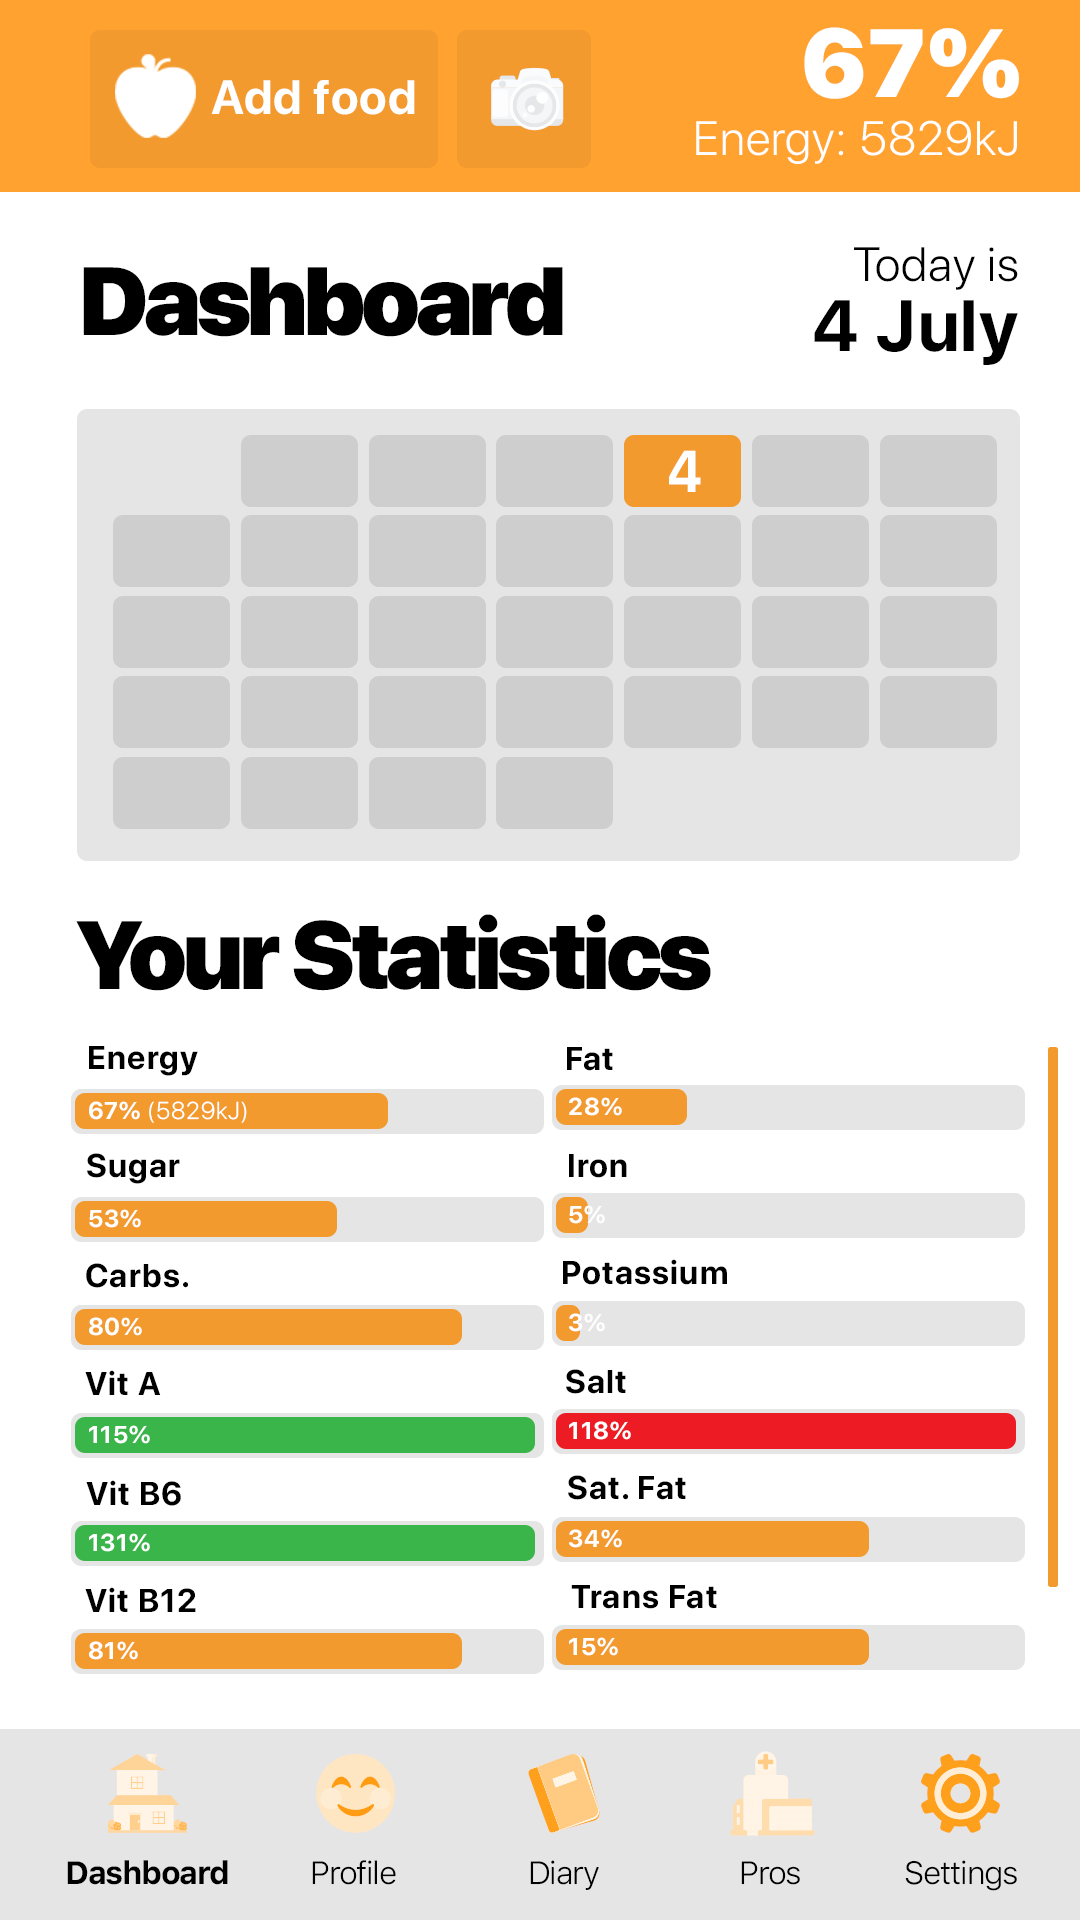 Add food
67%
Energy: 5829kJ
Dashboard
Today is
4 July
4
Your Statistics
Energy
67% (5829kJ)
Fat
28%
Sugar
53%
Iron
5%
Carbs.
80%
Potassium
3%
Vit A
115%
Salt
118%
Vit B6
131%
Sat. Fat
34%
Vit B12
81%
Trans Fat
15%
Dashboard
Profile
Diary
Pros
Settings